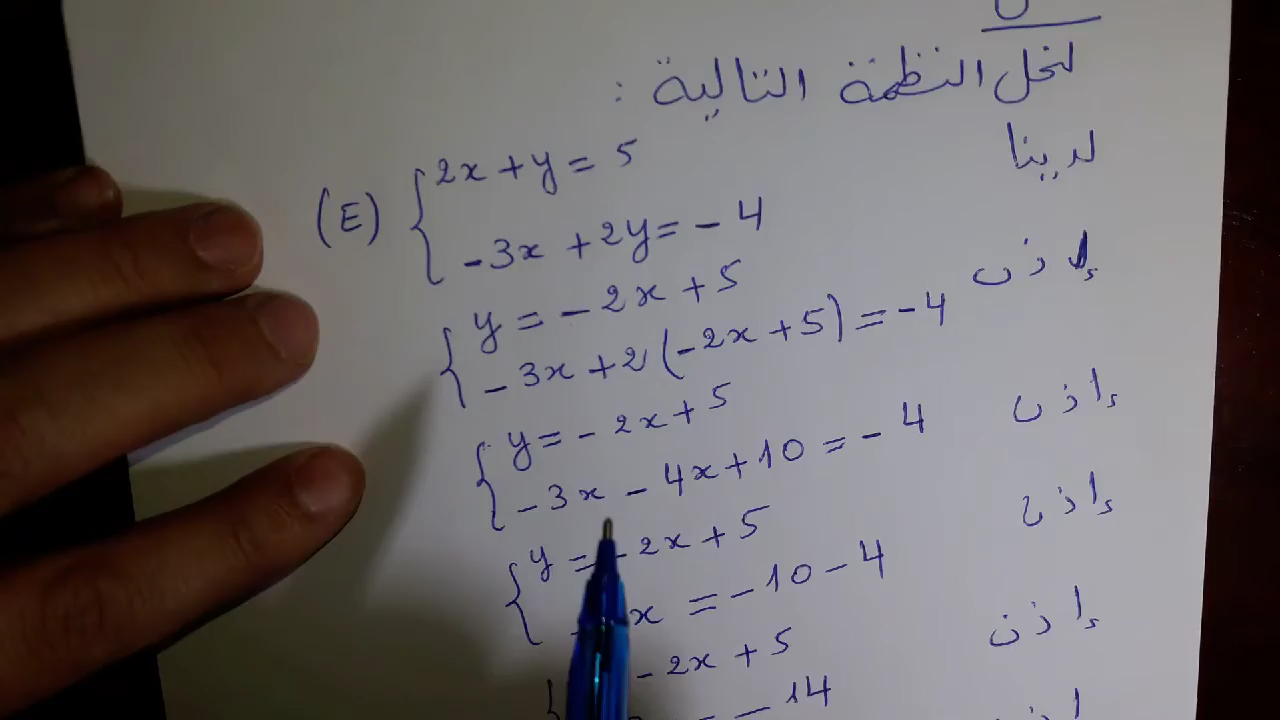 لنحل النظمة التالية :
لدينا
(E) { 2x + y = 5
-3x + 2y = -4
إذن
{ y = -2x + 5
-3x + 2(-2x + 5) = -4
إذن
{ y = -2x + 5
-3x - 4x + 10 = -4
إذن
{ y = -2x + 5
x = -10 - 4
إذن
{ -2x + 5
-14